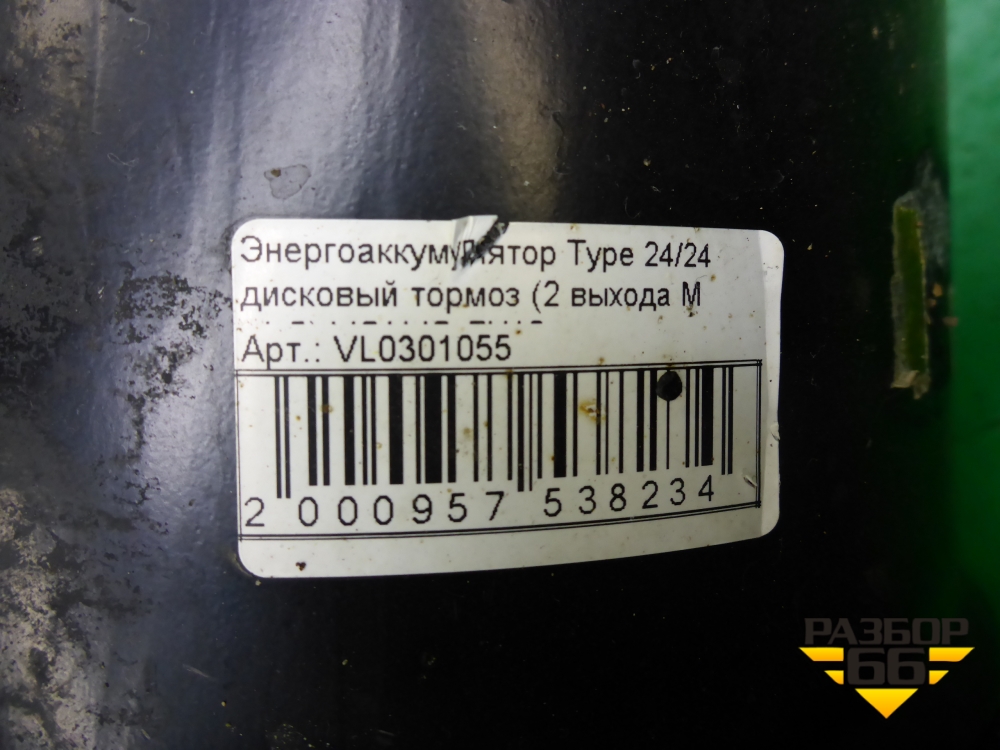 Энергоаккумулятор Type 24/24
дисковый тормоз (2 выхода М
Арт.: VL0301055
2 000957 538234
РАЗБОР
66